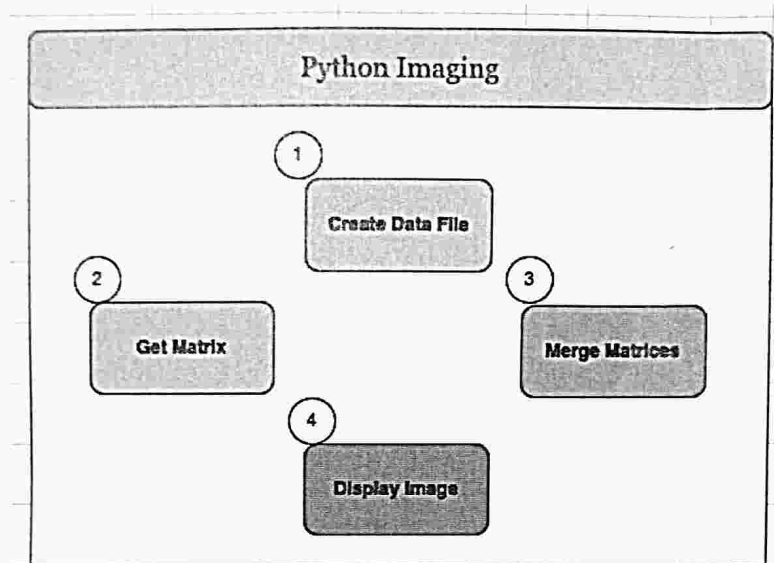 Python Imaging
1
Create Data File
2
Get Matrix
3
Merge Matrices
4
Display Image